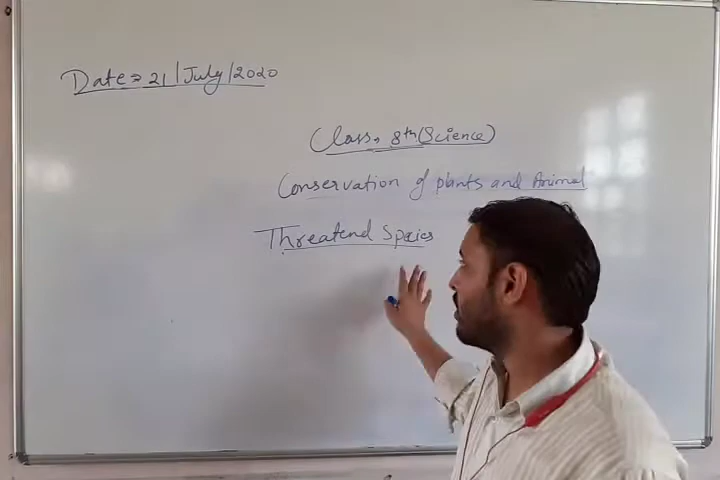 Date => 21/July/2020
Class. 8th (Science)
Conservation of plants and Animal
Threatend Species